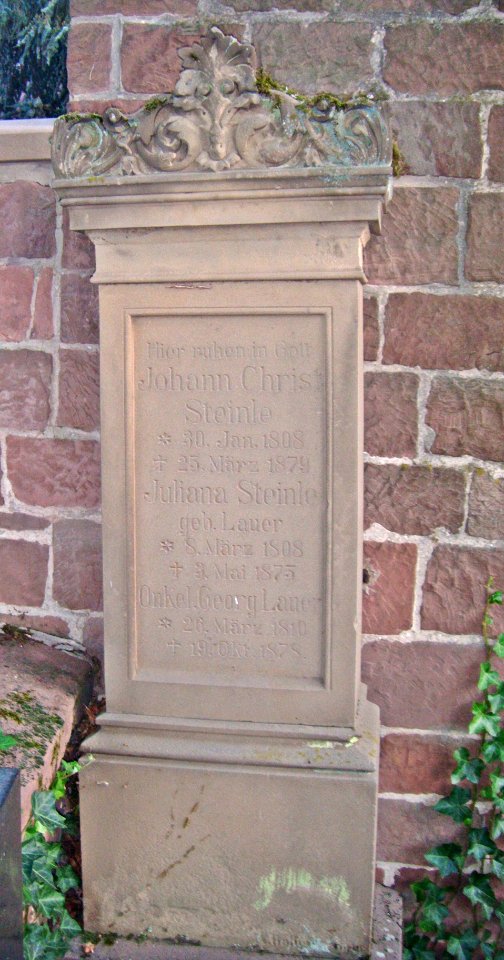 Hier ruhen in Gott
Johann Christ
Steinle
* 30. Jan. 1808
+ 25. März 1879
Juliana Steinle
geb. Lauer
* 8. März 1808
+ 3. Mai 1875
Onkel Georg Lauer
* 26. März 1810
+ 19. Okt. 1878.